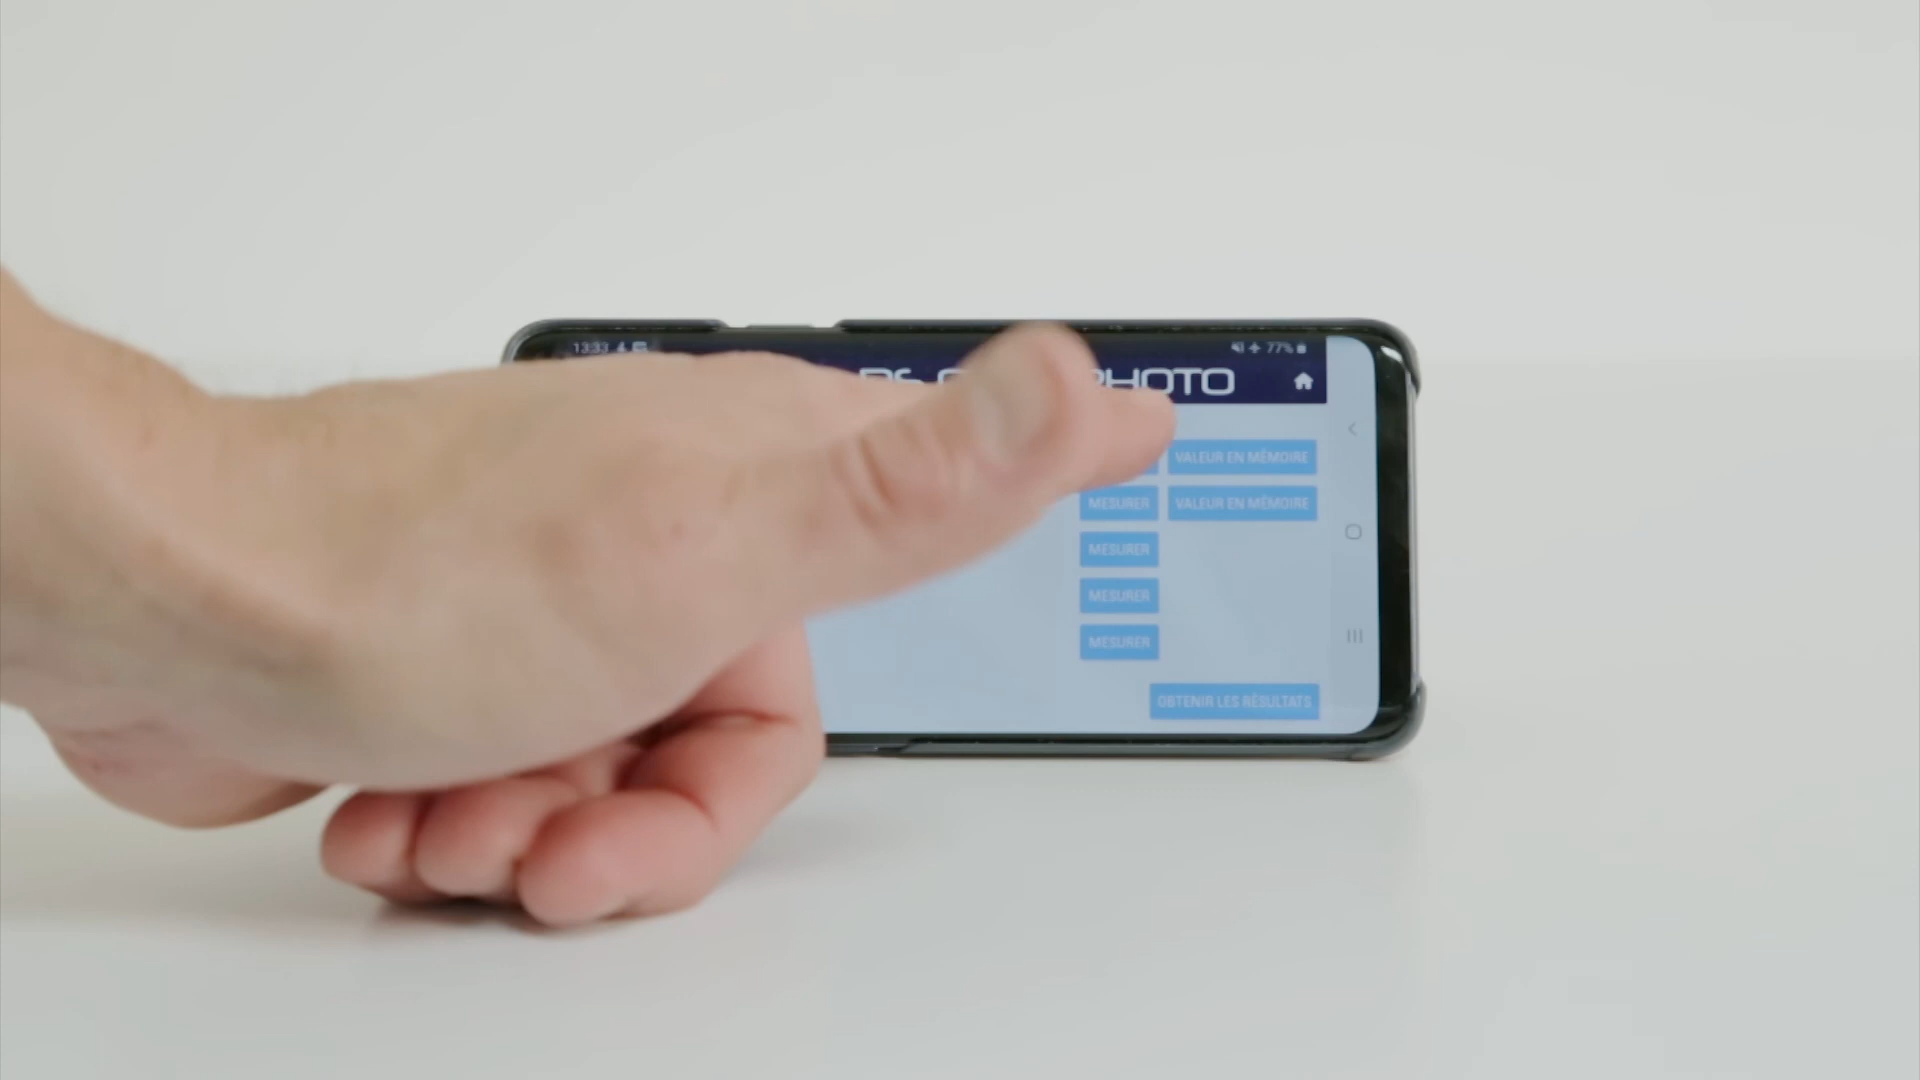 13:33 77%
PHOTO
VALEUR EN MÉMOIRE
MESURER VALEUR EN MÉMOIRE
MESURER
MESURER
MESURER
OBTENIR LES RÉSULTATS